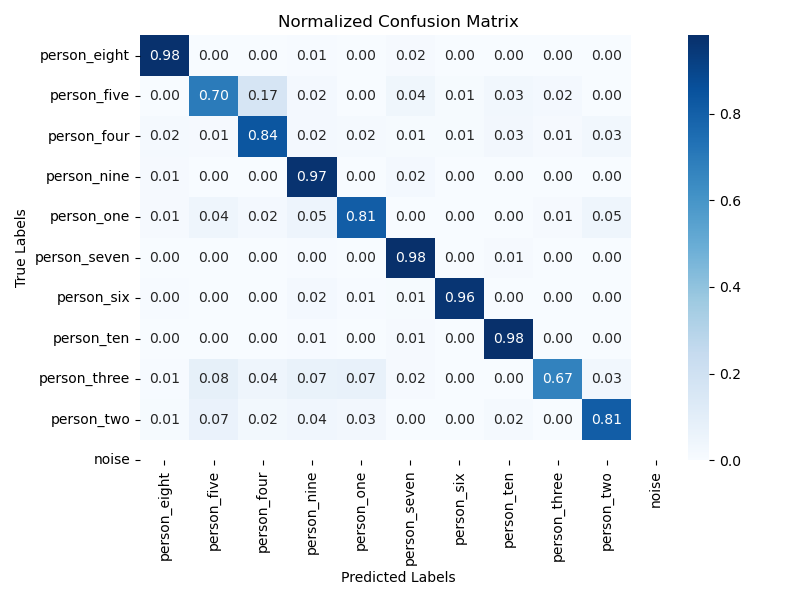 Normalized Confusion Matrix
person_eight 0.98 0.00 0.00 0.01 0.00 0.02 0.00 0.00 0.00 0.00
person_five 0.00 0.70 0.17 0.02 0.00 0.04 0.01 0.03 0.02 0.00 0.8
person_four 0.02 0.01 0.84 0.02 0.02 0.01 0.01 0.03 0.01 0.03
person_nine 0.01 0.00 0.00 0.97 0.00 0.02 0.00 0.00 0.00 0.00
0.6
person_one 0.01 0.04 0.02 0.05 0.81 0.00 0.00 0.00 0.01 0.05
True Labels
person_seven 0.00 0.00 0.00 0.00 0.00 0.98 0.00 0.01 0.00 0.00
0.4
person_six 0.00 0.00 0.00 0.02 0.01 0.01 0.96 0.00 0.00 0.00
person_ten 0.00 0.00 0.00 0.01 0.00 0.01 0.00 0.98 0.00 0.00
person_three 0.01 0.08 0.04 0.07 0.07 0.02 0.00 0.00 0.67 0.03 0.2
person_two 0.01 0.07 0.02 0.04 0.03 0.00 0.00 0.02 0.00 0.81
noise 0.0
person_eight person_five person_four person_nine person_one person_seven person_six person_ten person_three person_two noise
Predicted Labels